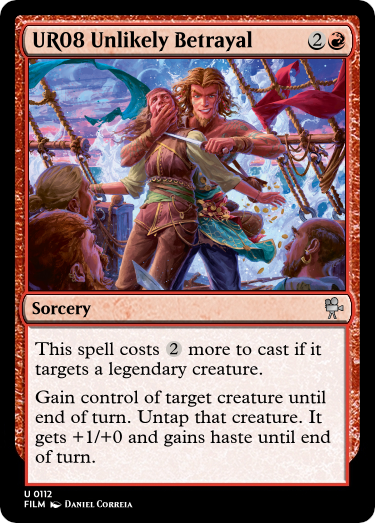 UR08 Unlikely Betrayal 2
Sorcery
This spell costs 2 more to cast if it
targets a legendary creature.
Gain control of target creature until
end of turn. Untap that creature. It
gets +1/+0 and gains haste until end
of turn.
U 0112
FILM Daniel Correia